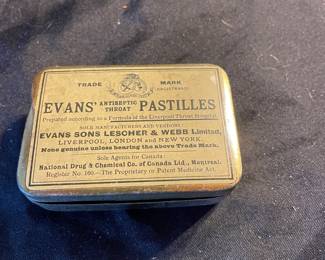 TRADE MARK
(REGISTERED)
EVANS' ANTISEPTIC THROAT PASTILLES
Prepared according to a Formula of the Liverpool Throat Hospital.
SOLE MANUFACTURERS AND VENDORS
EVANS SONS LESCHER & WEBB Limited,
LIVERPOOL, LONDON and NEW YORK.
None genuine unless bearing the above Trade Mark.
Sole Agents for Canada:
National Drug & Chemical Co. of Canada Ltd., Montreal.
Register No. 160.—The Proprietary or Patent Medicine Act.